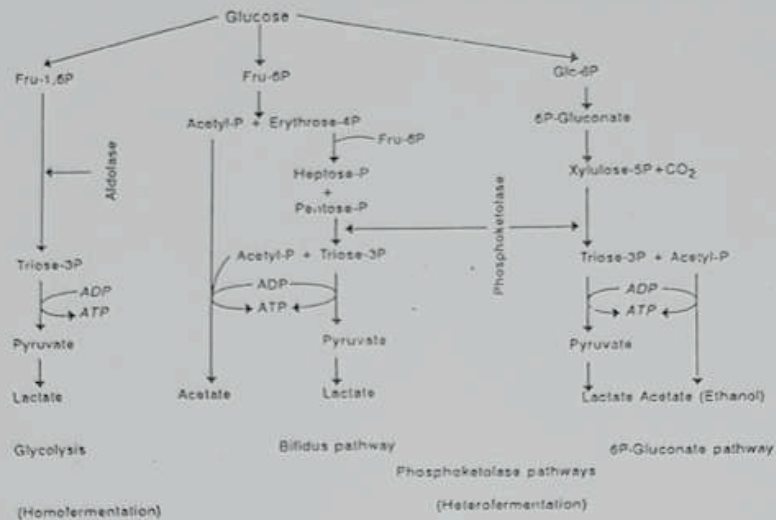 Glucose
Fru-1,6P Fru-6P Glc-6P
Acetyl-P + Erythrose-4P 6P-Gluconate
Fru-6P
Aldolase
Heptose-P Xylulose-5P+CO2
+
Pentose-P
Phosphoketolase
Triose-3P Acetyl-P + Triose-3P Triose-3P + Acetyl-P
ADP ADP ADP
ATP ATP ATP
Pyruvate Pyruvate Pyruvate
Lactate Acetate Lactate Lactate Acetate (Ethanol)
Glycolysis Bifidus pathway 6P-Gluconate pathway
Phosphoketolase pathways
(Homofermentation) (Heterofermentation)